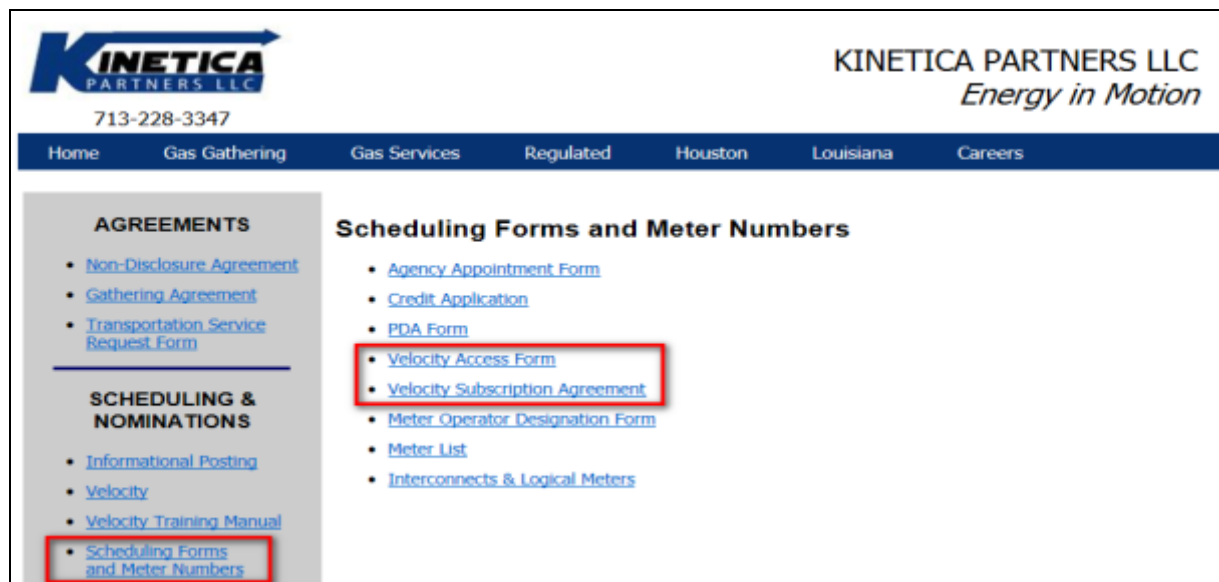 KINETICA
PARTNERS LLC
713-228-3347
KINETICA PARTNERS LLC
Energy in Motion
Home Gas Gathering Gas Services Regulated Houston Louisiana Careers
AGREEMENTS
Non-Disclosure Agreement
Gathering Agreement
Transportation Service
Request Form
SCHEDULING &
NOMINATIONS
Informational Posting
Velocity
Velocity Training Manual
Scheduling Forms
and Meter Numbers
Scheduling Forms and Meter Numbers
Agency Appointment Form
Credit Application
PDA Form
Velocity Access Form
Velocity Subscription Agreement
Meter Operator Designation Form
Meter List
Interconnects & Logical Meters